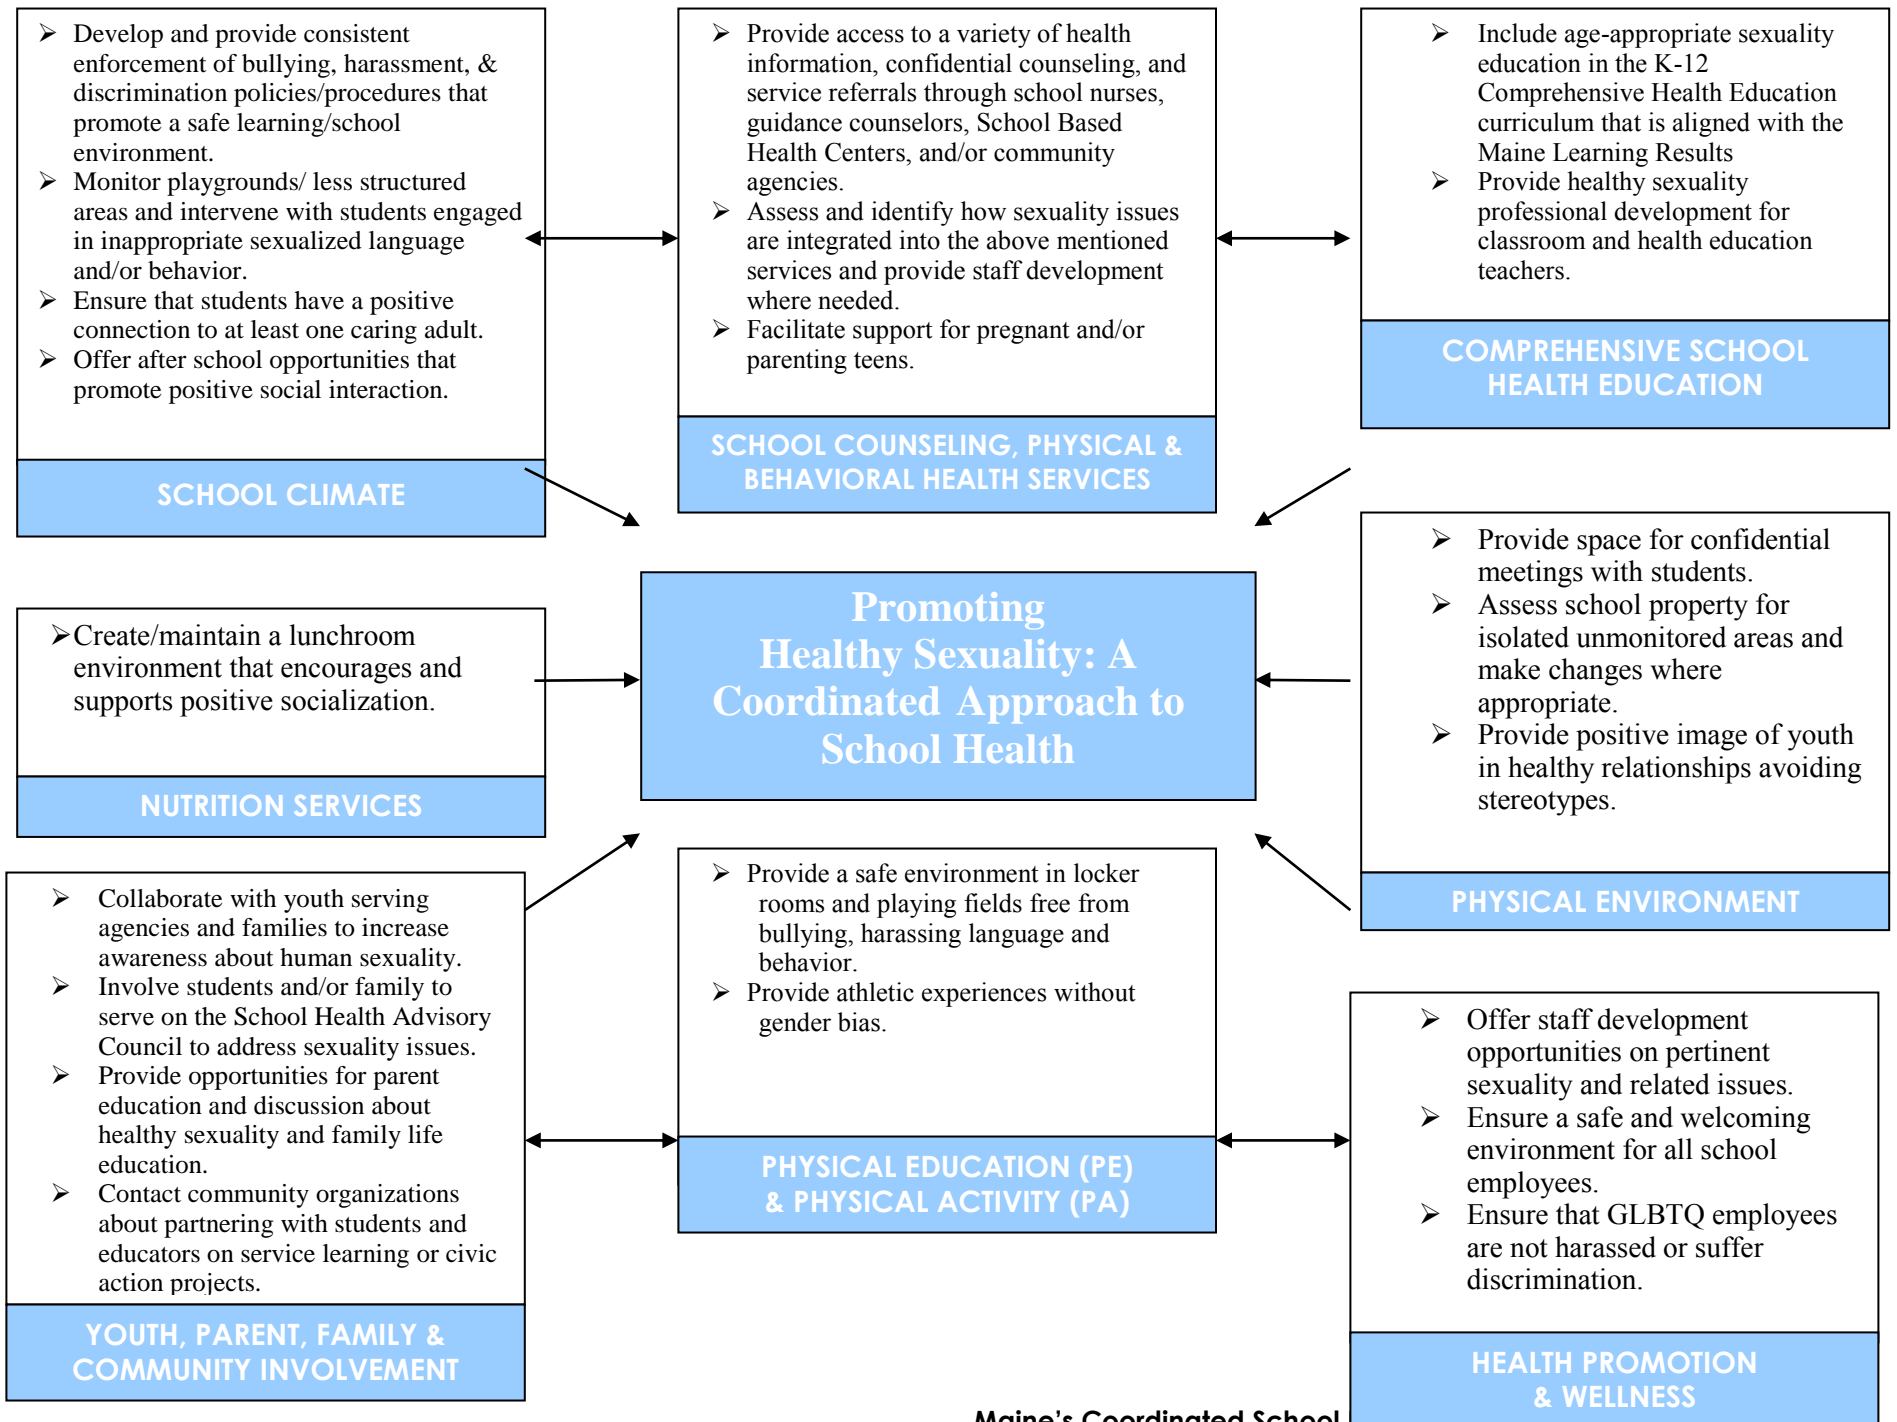 ➢ Develop and provide consistent
enforcement of bullying, harassment, &
discrimination policies/procedures that
promote a safe learning/school
environment.
➢ Monitor playgrounds/ less structured
areas and intervene with students engaged
in inappropriate sexualized language
and/or behavior.
➢ Ensure that students have a positive
connection to at least one caring adult.
➢ Offer after school opportunities that
promote positive social interaction.
SCHOOL CLIMATE
➢ Provide access to a variety of health
information, confidential counseling, and
service referrals through school nurses,
guidance counselors, School Based
Health Centers, and/or community
agencies.
➢ Assess and identify how sexuality issues
are integrated into the above mentioned
services and provide staff development
where needed.
➢ Facilitate support for pregnant and/or
parenting teens.
SCHOOL COUNSELING, PHYSICAL &
BEHAVIORAL HEALTH SERVICES
➢ Include age-appropriate sexuality
education in the K-12
Comprehensive Health Education
curriculum that is aligned with the
Maine Learning Results
➢ Provide healthy sexuality
professional development for
classroom and health education
teachers.
COMPREHENSIVE SCHOOL
HEALTH EDUCATION
➢Create/maintain a lunchroom
environment that encourages and
supports positive socialization.
NUTRITION SERVICES
Promoting
Healthy Sexuality: A
Coordinated Approach to
School Health
➢ Provide space for confidential
meetings with students.
➢ Assess school property for
isolated unmonitored areas and
make changes where
appropriate.
➢ Provide positive image of youth
in healthy relationships avoiding
stereotypes.
PHYSICAL ENVIRONMENT
➢ Collaborate with youth serving
agencies and families to increase
awareness about human sexuality.
➢ Involve students and/or family to
serve on the School Health Advisory
Council to address sexuality issues.
➢ Provide opportunities for parent
education and discussion about
healthy sexuality and family life
education.
➢ Contact community organizations
about partnering with students and
educators on service learning or civic
action projects.
YOUTH, PARENT, FAMILY &
COMMUNITY INVOLVEMENT
➢ Provide a safe environment in locker
rooms and playing fields free from
bullying, harassing language and
behavior.
➢ Provide athletic experiences without
gender bias.
PHYSICAL EDUCATION (PE)
& PHYSICAL ACTIVITY (PA)
➢ Offer staff development
opportunities on pertinent
sexuality and related issues.
➢ Ensure a safe and welcoming
environment for all school
employees.
➢ Ensure that GLBTQ employees
are not harassed or suffer
discrimination.
HEALTH PROMOTION
& WELLNESS
Maine's Coordinated School